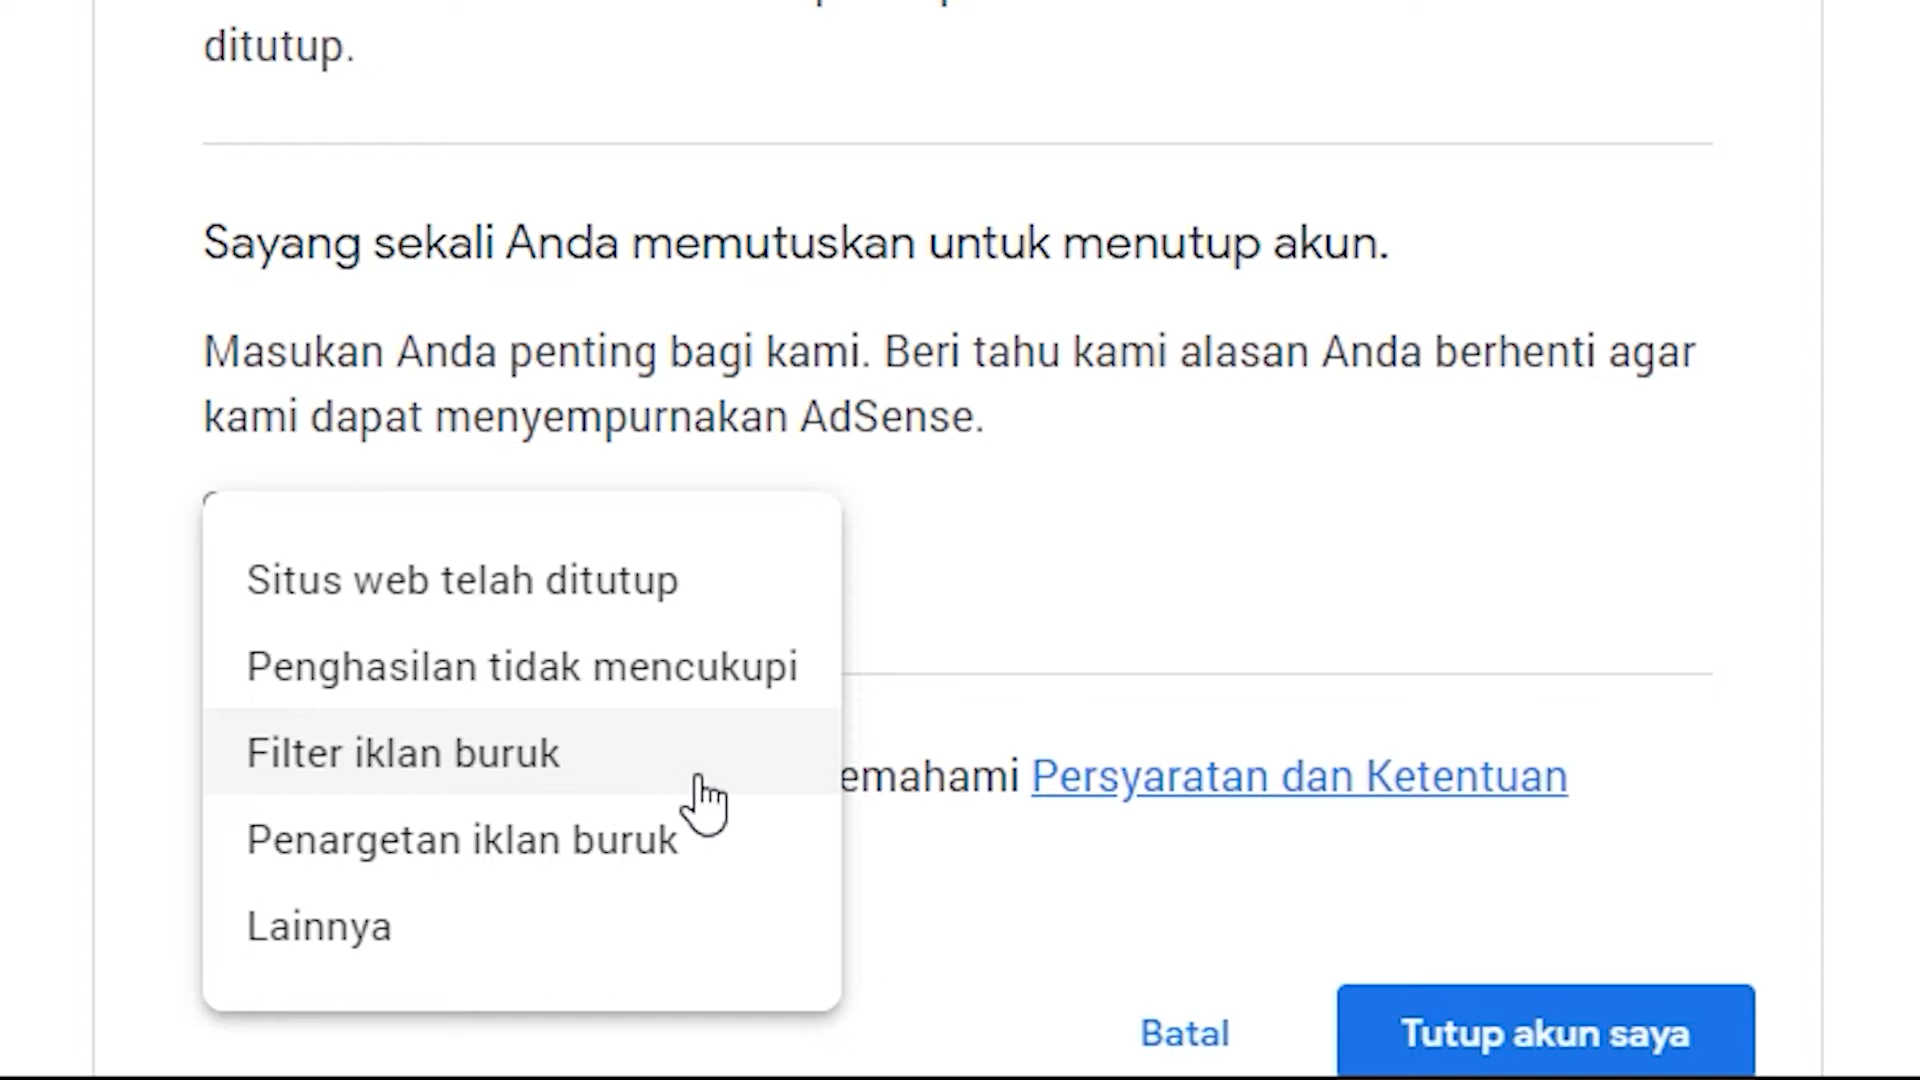 ditutup.
Sayang sekali Anda memutuskan untuk menutup akun.
Masukan Anda penting bagi kami. Beri tahu kami alasan Anda berhenti agar
kami dapat menyempurnakan AdSense.
Situs web telah ditutup
Penghasilan tidak mencukupi
Filter iklan buruk
emahami Persyaratan dan Ketentuan
Penargetan iklan buruk
Lainnya
Batal
Tutup akun saya